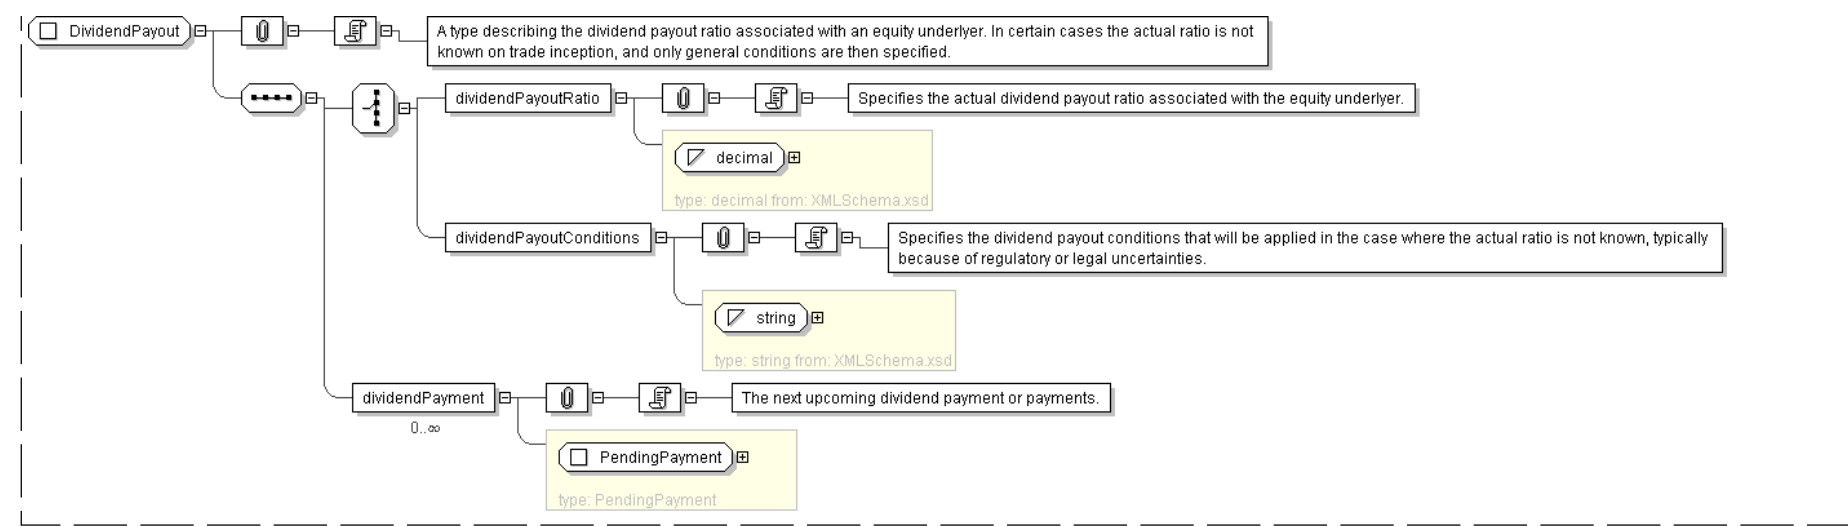 DividendPayout
A type describing the dividend payout ratio associated with an equity underlyer. In certain cases the actual ratio is not
known on trade inception, and only general conditions are then specified.
dividendPayoutRatio
Specifies the actual dividend payout ratio associated with the equity underlyer.
decimal
type: decimal from: XMLSchema.xsd
dividendPayoutConditions
Specifies the dividend payout conditions that will be applied in the case where the actual ratio is not known, typically
because of regulatory or legal uncertainties.
string
type: string from: XMLSchema.xsd
dividendPayment
The next upcoming dividend payment or payments.
0..∞
PendingPayment
type: PendingPayment